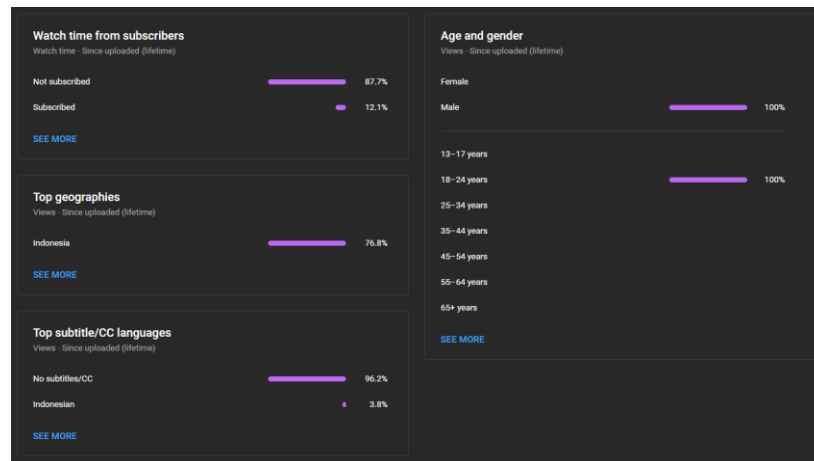 Watch time from subscribers
Watch time · Since uploaded (lifetime)
Not subscribed 87.7%
Subscribed 12.1%
SEE MORE
Top geographies
Views · Since uploaded (lifetime)
Indonesia 76.8%
SEE MORE
Top subtitle/CC languages
Views · Since uploaded (lifetime)
No subtitles/CC 96.2%
Indonesian 3.8%
SEE MORE
Age and gender
Views · Since uploaded (lifetime)
Female
Male 100%
13–17 years
18–24 years 100%
25–34 years
35–44 years
45–54 years
55–64 years
65+ years
SEE MORE